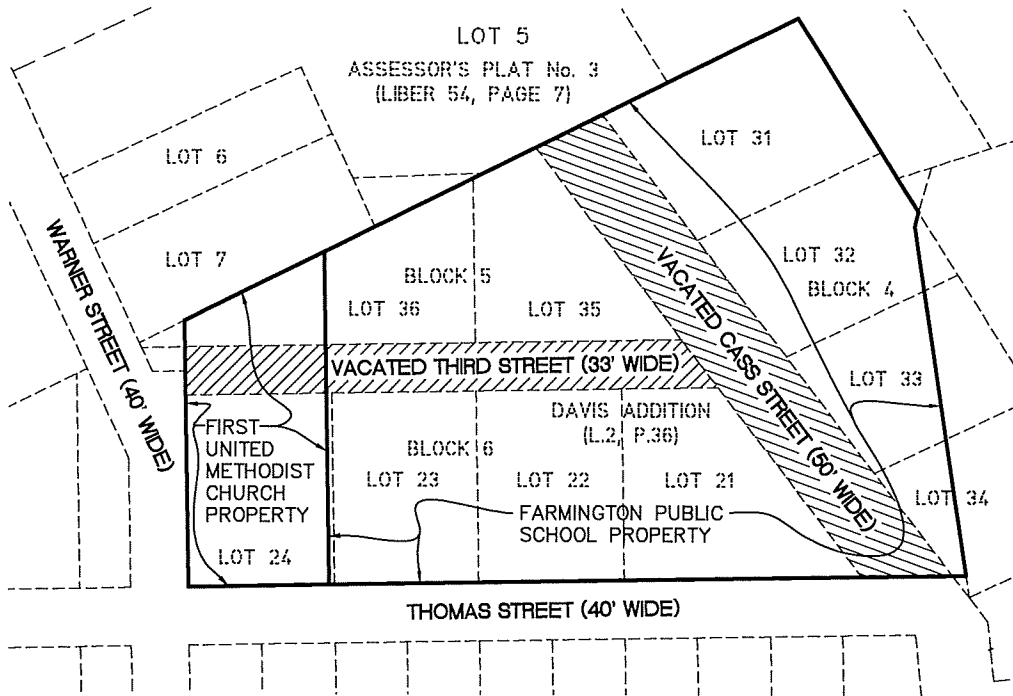 LOT 5
ASSESSOR'S PLAT No. 3
(LIBER 54, PAGE 7)
LOT 31
LOT 6
LOT 7
WARNER STREET (40' WIDE)
LOT 32
BLOCK 4
BLOCK 5
LOT 36
LOT 35
VACATED CASS STREET (50' WIDE)
VACATED THIRD STREET (33' WIDE)
LOT 33
DAVIS ADDITION
(L.2, P.36)
FIRST
UNITED
METHODIST
CHURCH
PROPERTY
BLOCK 6
LOT 23
LOT 22
LOT 21
LOT 34
FARMINGTON PUBLIC
SCHOOL PROPERTY
LOT 24
THOMAS STREET (40' WIDE)